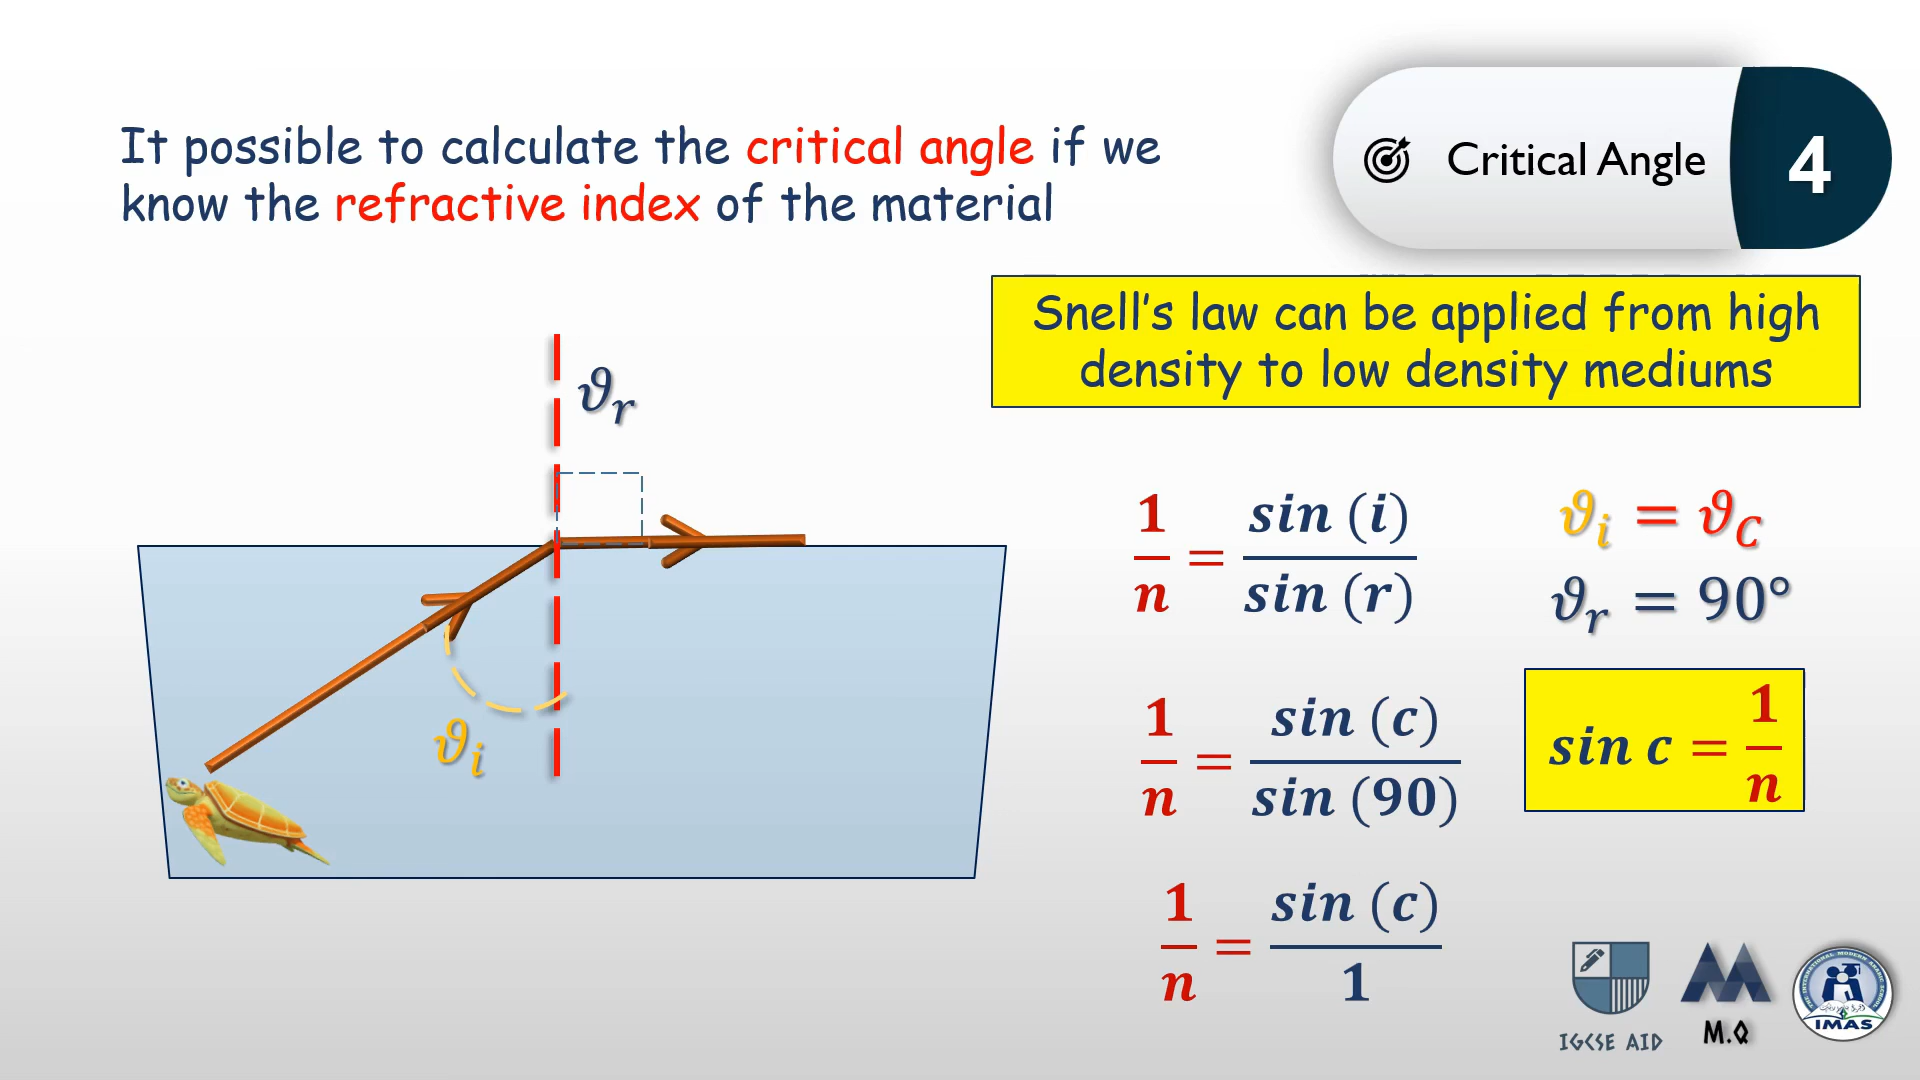 It possible to calculate the critical angle if we
know the refractive index of the material
Critical Angle
4
Snell's law can be applied from high
density to low density mediums
ϑr
ϑi
1/n = sin (i)/sin (r)
ϑi = ϑC
ϑr = 90°
1/n = sin (c)/sin (90)
sin c = 1/n
1/n = sin (c)/1
IGCSE AID
M.Q
IMAS